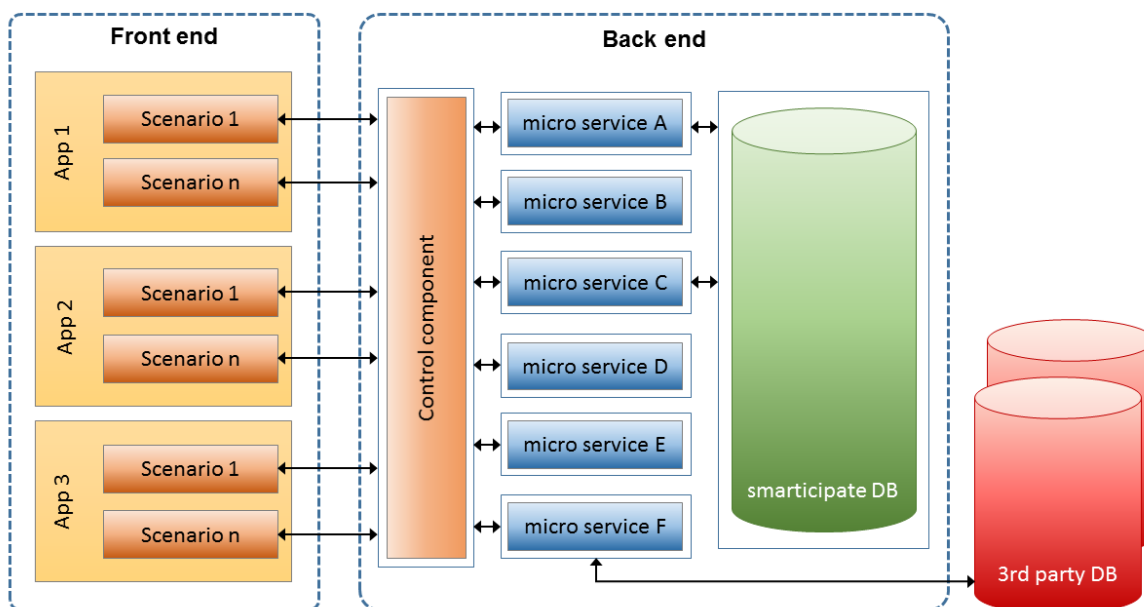 Front end
Back end
App 1
Scenario 1
Scenario n
App 2
Scenario 1
Scenario n
App 3
Scenario 1
Scenario n
Control component
micro service A
micro service B
micro service C
micro service D
micro service E
micro service F
smarticipate DB
3rd party DB